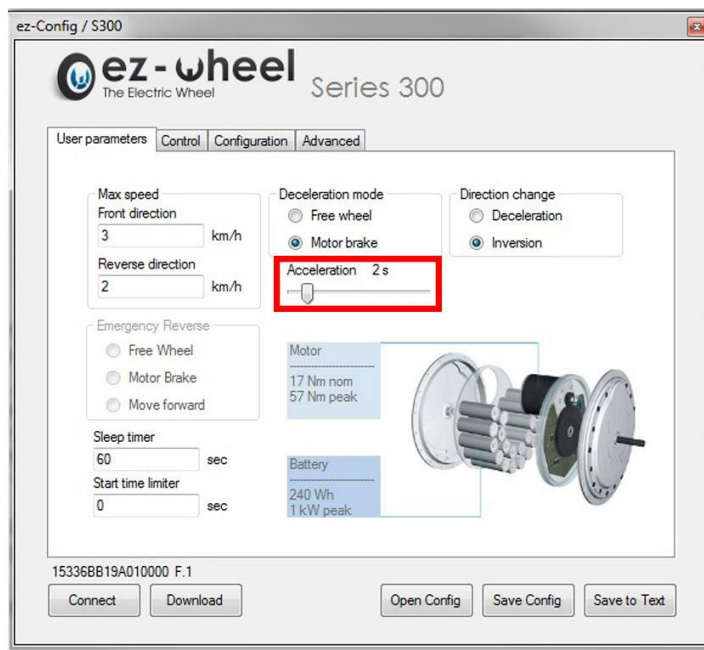 ez-Config / S300
ez-wheel
The Electric Wheel
Series 300
User parameters
Control
Configuration
Advanced
Max speed
Front direction
3 km/h
Reverse direction
2 km/h
Deceleration mode
Free wheel
Motor brake
Direction change
Deceleration
Inversion
Acceleration 2 s
Emergency Reverse
Free Wheel
Motor Brake
Move forward
Sleep timer
60 sec
Start time limiter
0 sec
Motor
17 Nm nom
57 Nm peak
Battery
240 Wh
1 kW peak
15336BB19A010000 F.1
Connect
Download
Open Config
Save Config
Save to Text